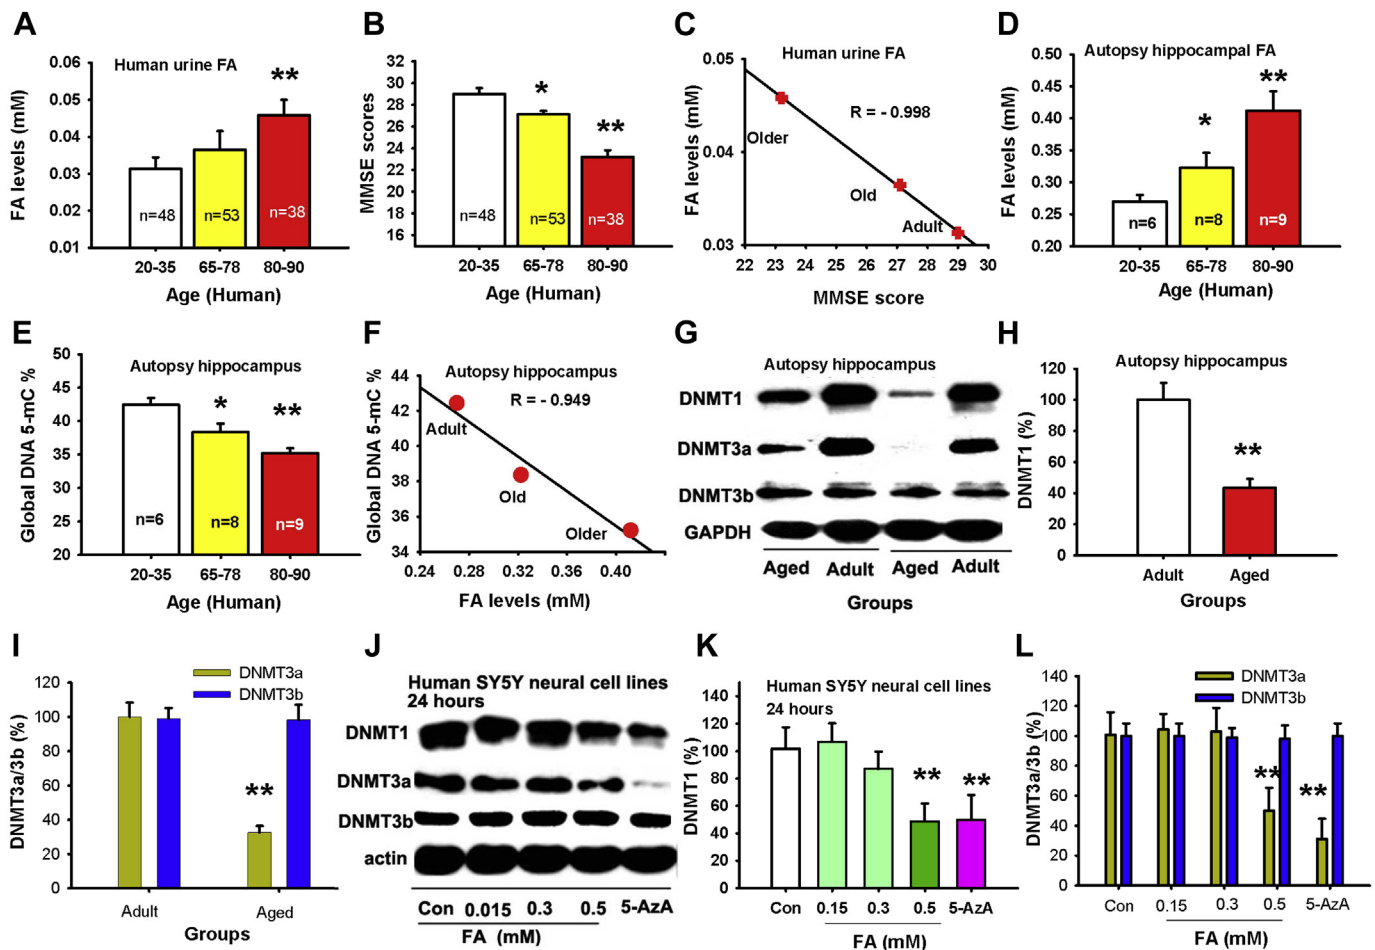 A
Human urine FA
FA levels (mM)
0.06
0.05
0.04
0.03
0.03
0.01
**
n=48
n=53
n=38
20-35
65-78
80-90
Age (Human)
B
MMSE scores
32
30
28
26
24
22
20
18
16
*
**
n=48
n=53
n=38
20-35
65-78
80-90
Age (Human)
C
Human urine FA
FA levels (mM)
0.05
0.04
0.03
R = - 0.998
Older
Old
Adult
22 23 24 25 26 27 28 29 30
MMSE score
D
Autopsy hippocampal FA
FA levels (mM)
0.50
0.45
0.40
0.35
0.30
0.25
0.20
*
**
n=6
n=8
n=9
20-35
65-78
80-90
Age (Human)
E
Autopsy hippocampus
Global DNA 5-mC %
50
45
40
35
30
25
20
*
**
n=6
n=8
n=9
20-35
65-78
80-90
Age (Human)
F
Autopsy hippocampus
R = - 0.949
Global DNA 5-mC %
44
42
40
38
36
34
Adult
Old
Older
0.24 0.28 0.32 0.36 0.40
FA levels (mM)
G
Autopsy hippocampus
DNMT1
DNMT3a
DNMT3b
GAPDH
Aged Adult Aged Adult
Groups
H
Autopsy hippocampus
DNMT1 (%)
120
100
80
60
40
20
0
**
Adult
Aged
Groups
I
DNMT3a
DNMT3b
DNMT3a/3b (%)
120
100
80
60
40
20
0
**
Adult
Aged
Groups
J
Human SY5Y neural cell lines
24 hours
DNMT1
DNMT3a
DNMT3b
actin
Con 0.015 0.3 0.5 5-AzA
FA (mM)
K
Human SY5Y neural cell lines
24 hours
DNMT1 (%)
140
120
100
80
60
40
20
0
**
**
Con 0.15 0.3 0.5 5-AzA
FA (mM)
L
DNMT3a
DNMT3b
DNMT3a/3b (%)
140
120
100
80
60
40
20
0
**
**
Con 0.15 0.3 0.5 5-AzA
FA (mM)